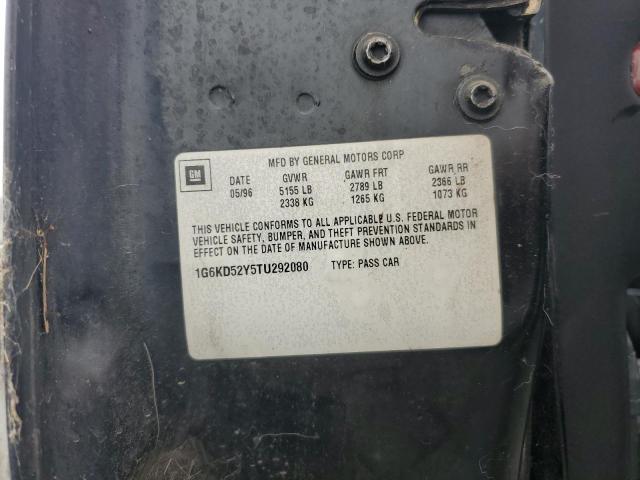 GM
MFD BY GENERAL MOTORS CORP
DATE GVWR GAWR FRT GAWR RR
05/96 5155 LB 2789 LB 2366 LB
2338 KG 1265 KG 1073 KG
THIS VEHICLE CONFORMS TO ALL APPLICABLE U.S. FEDERAL MOTOR
VEHICLE SAFETY, BUMPER, AND THEFT PREVENTION STANDARDS IN
EFFECT ON THE DATE OF MANUFACTURE SHOWN ABOVE.
1G6KD52Y5TU292080 TYPE: PASS CAR